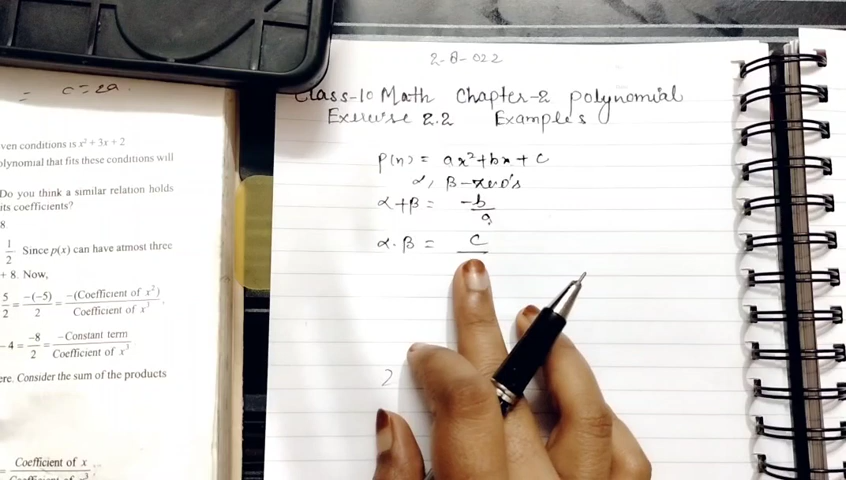 = c = 2a.
ven conditions is x² + 3x + 2
olynomial that fits these conditions will
Do you think a similar relation holds
its coefficients?
8
1/2 Since p(x) can have atmost three
+ 8. Now,
5/2 = -(-5)/2 = -(Coefficient of x²)/Coefficient of x³
-4 = -8/2 = -Constant term/Coefficient of x³
ere. Consider the sum of the products
= Coefficient of x/Coefficient of x³
2-8-022
Class-10 Math Chapter-2 polynomial
Exercise 2.2 Examples
p(x) = ax²+bx+c
α, β-zero's
α+β = -b/a
α.β = c
2